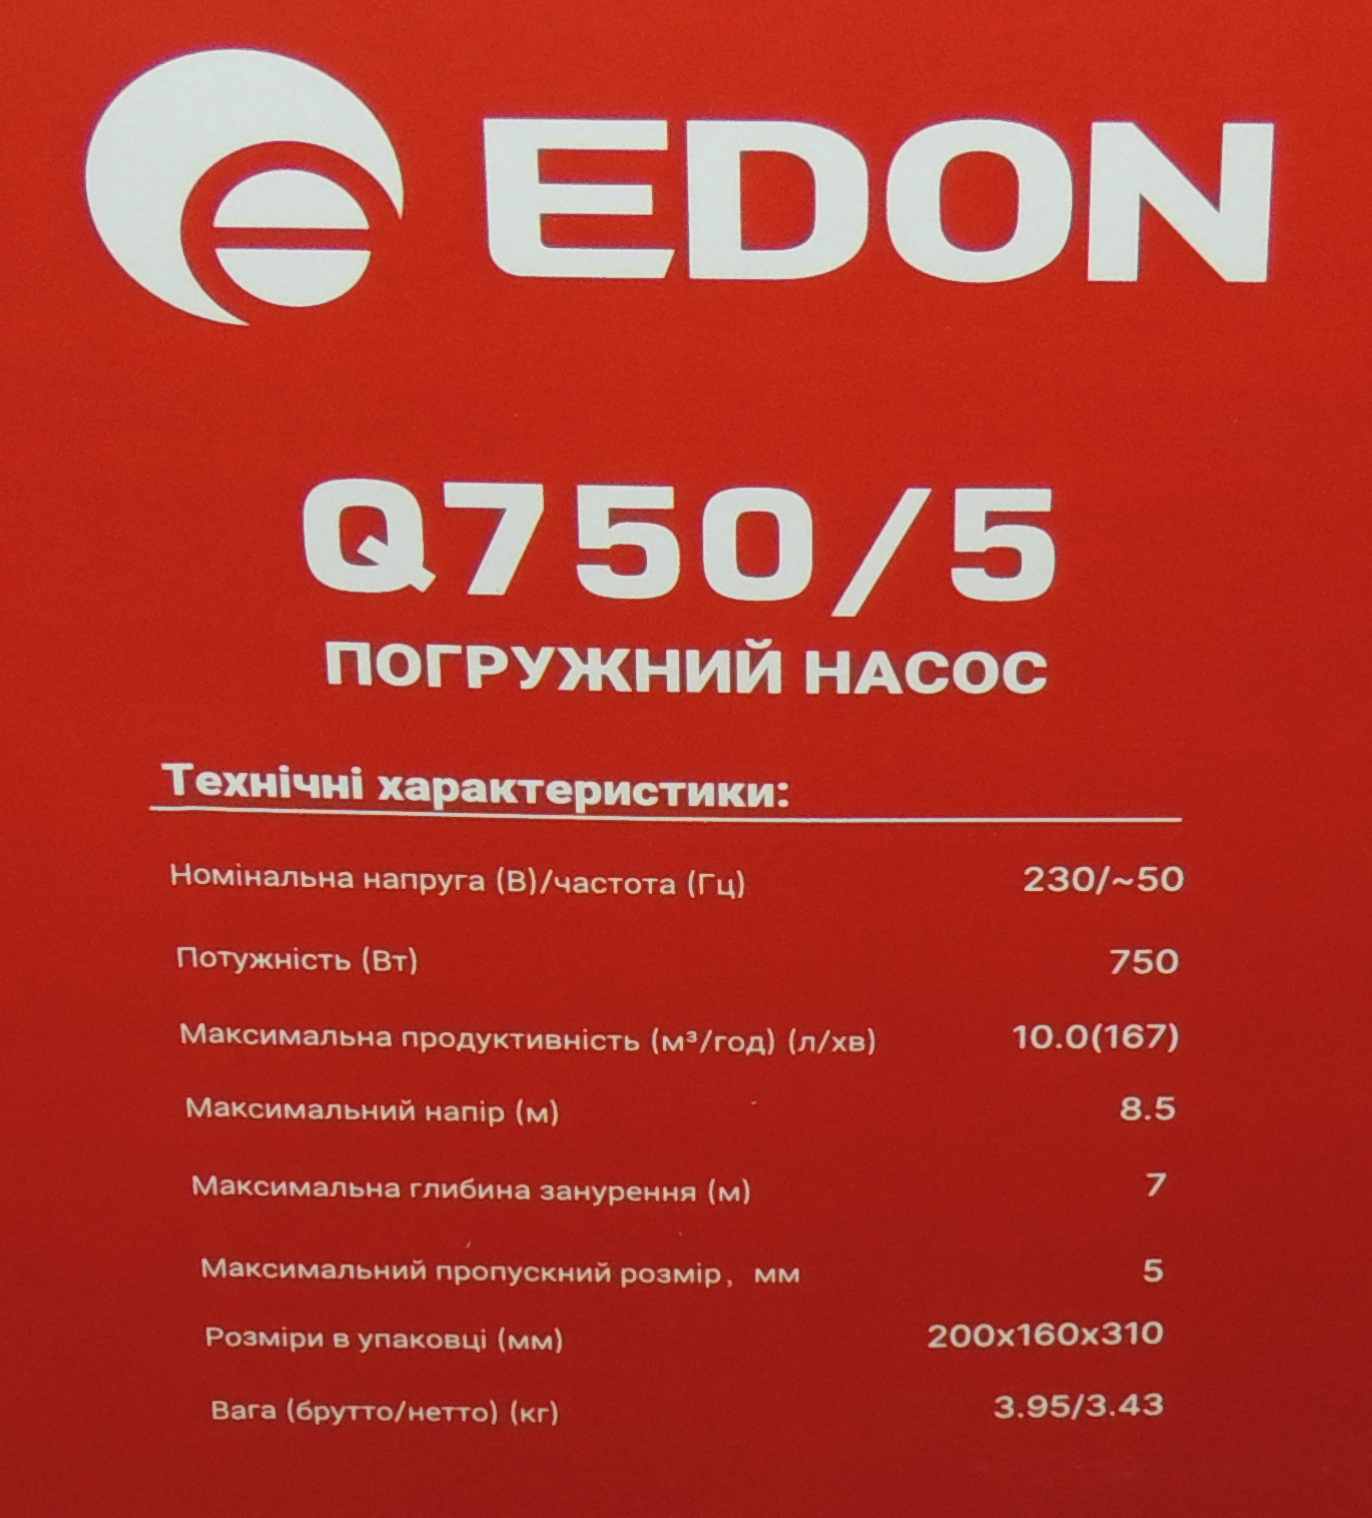 EDON
Q750/5
ПОГРУЖНИЙ НАСОС
Технічні характеристики:
Номінальна напруга (В)/частота (Гц) 230/~50
Потужність (Вт) 750
Максимальна продуктивність (м³/год) (л/хв) 10.0(167)
Максимальний напір (м) 8.5
Максимальна глибина занурення (м) 7
Максимальний пропускний розмір, мм 5
Розміри в упаковці (мм) 200x160x310
Вага (брутто/нетто) (кг) 3.95/3.43